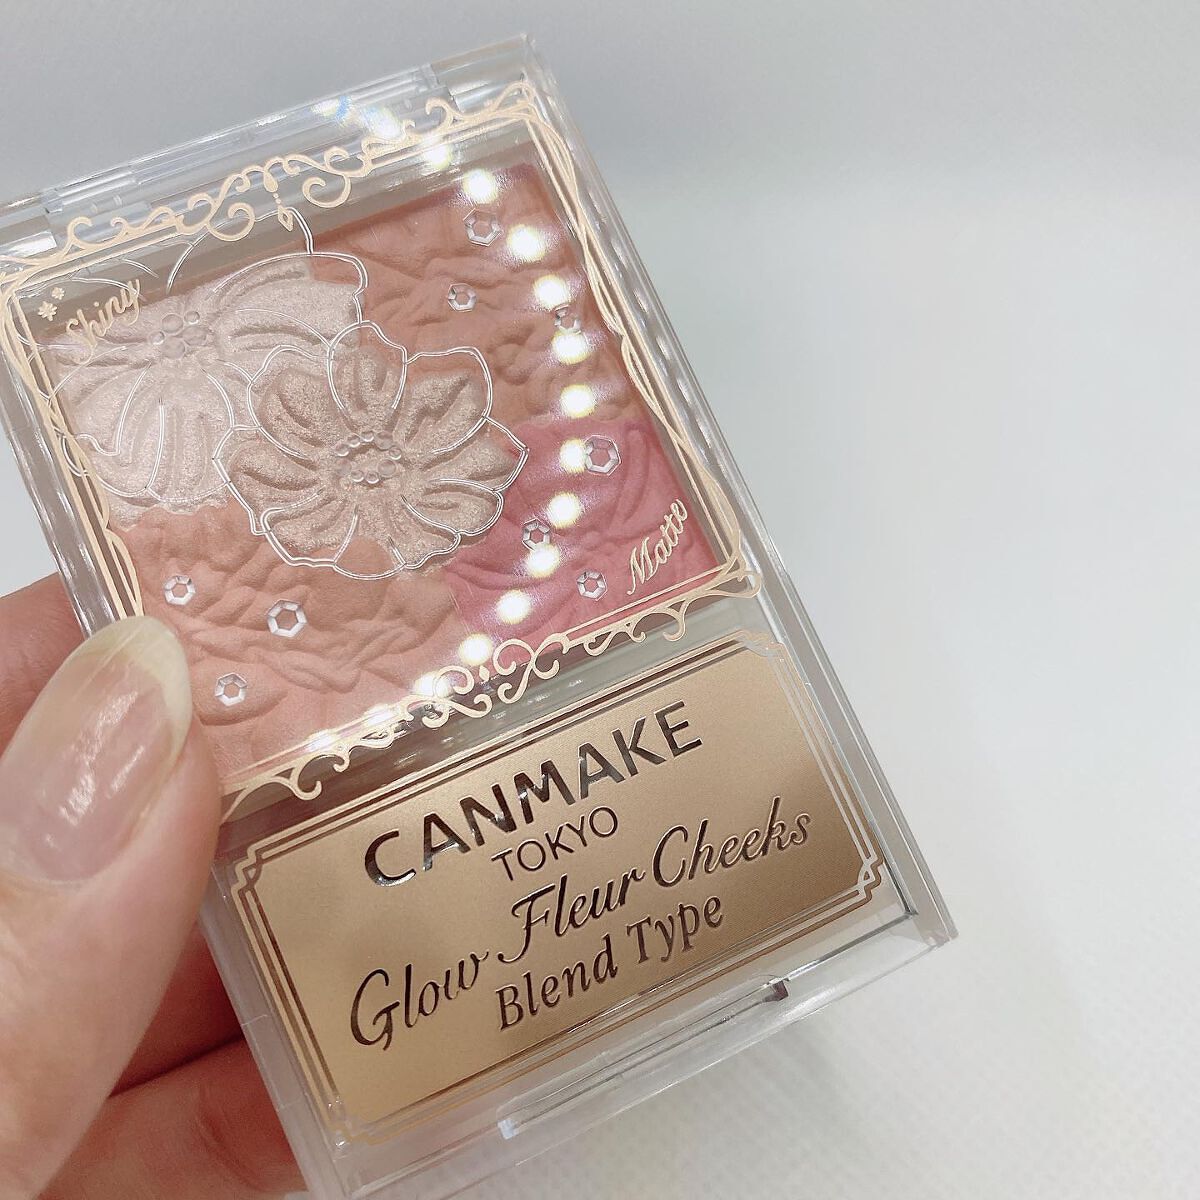 Shiny
Matte
CANMAKE
TOKYO
Glow Fleur Cheeks
Blend Type